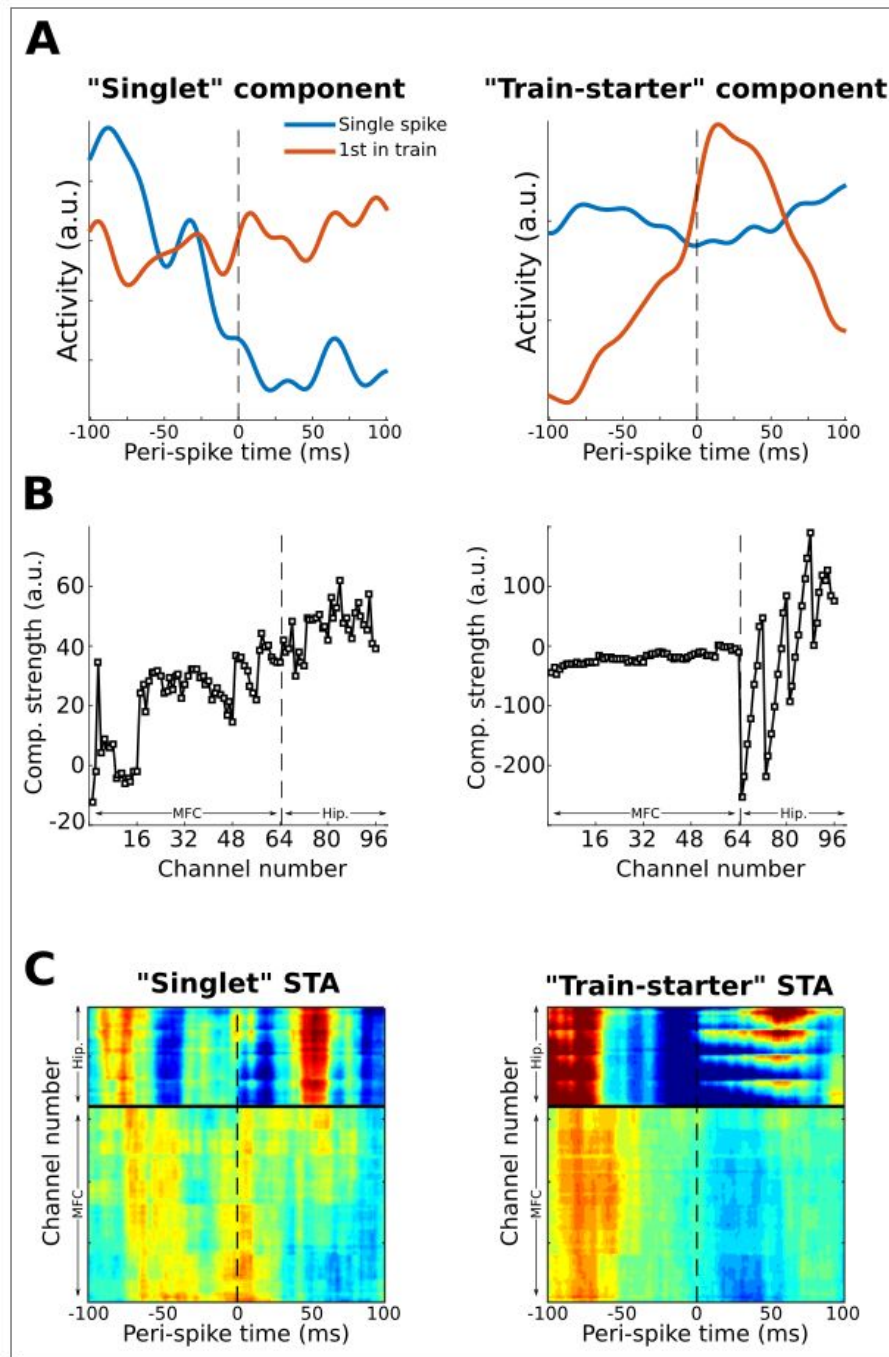 A
"Singlet" component
"Train-starter" component
Single spike
1st in train
Activity (a.u.)
Activity (a.u.)
-100 -50 0 50 100
-100 -50 0 50 100
Peri-spike time (ms)
Peri-spike time (ms)
B
Comp. strength (a.u.)
60
40
20
0
-20
MFC
Hip.
16 32 48 64 80 96
Channel number
Comp. strength (a.u.)
100
0
-100
-200
MFC
Hip.
16 32 48 64 80 96
Channel number
C
"Singlet" STA
"Train-starter" STA
Channel number
Hip.
MFC
Channel number
Hip.
MFC
-100 -50 0 50 100
-100 -50 0 50 100
Peri-spike time (ms)
Peri-spike time (ms)